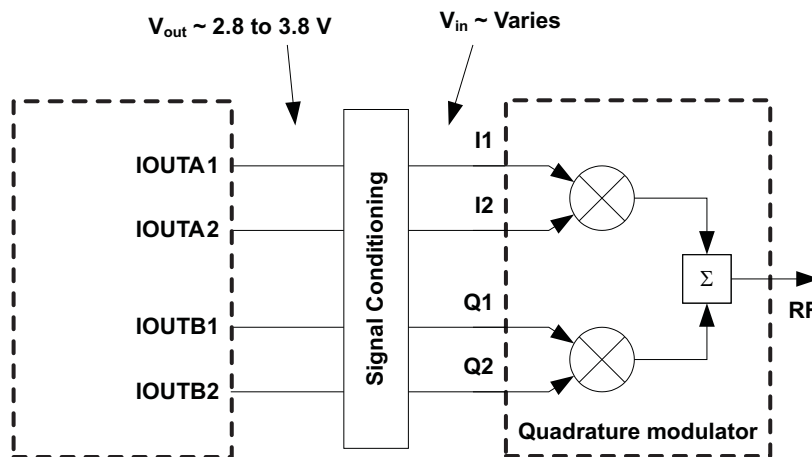 Vout ~ 2.8 to 3.8 V
Vin ~ Varies
IOUTA1
IOUTA2
IOUTB1
IOUTB2
Signal Conditioning
I1
I2
Q1
Q2
Σ
RF
Quadrature modulator